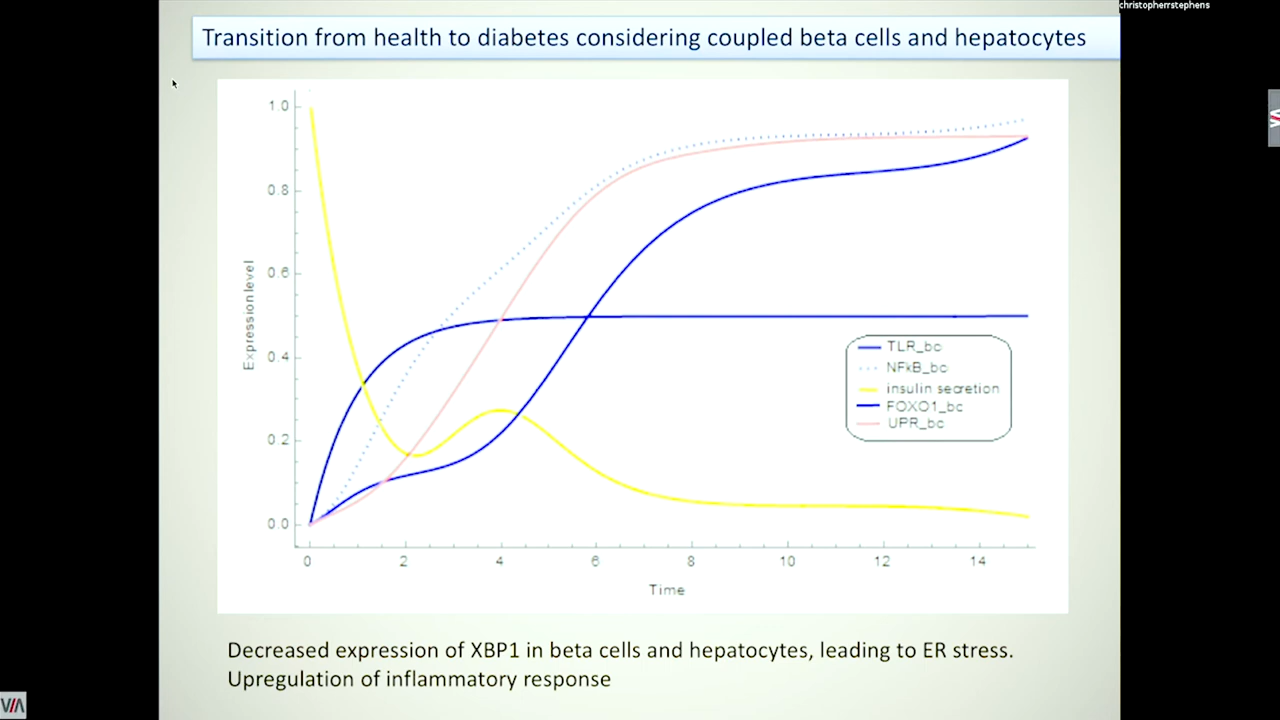 christopherrstephens
Transition from health to diabetes considering coupled beta cells and hepatocytes
1.0
0.8
0.6
0.4
0.2
0.0
Expression level
0 2 4 6 8 10 12 14
Time
TLR_bc
NFkB_bc
insulin secretion
FOXO1_bc
UPR_bc
Decreased expression of XBP1 in beta cells and hepatocytes, leading to ER stress.
Upregulation of inflammatory response
VIA